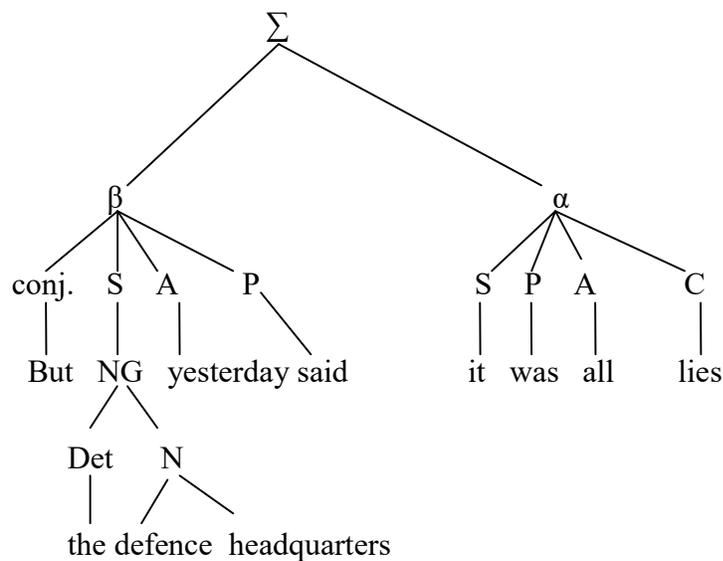 ∑
β α
conj. S A P S P A C
But NG yesterday said it was all lies
Det N
the defence headquarters